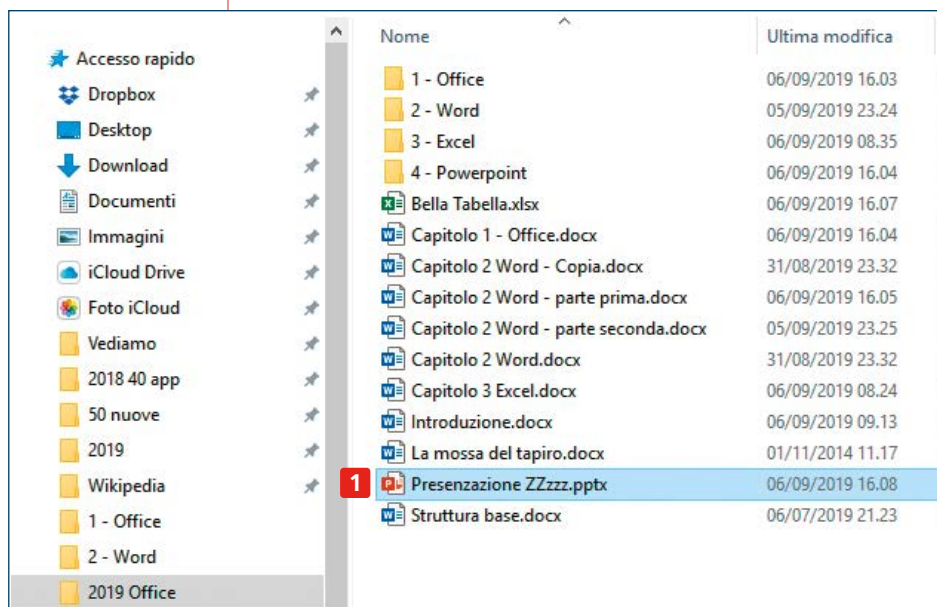 Accesso rapido
Dropbox
Desktop
Download
Documenti
Immagini
iCloud Drive
Foto iCloud
Vediamo
2018 40 app
50 nuove
2019
Wikipedia
1 - Office
2 - Word
2019 Office
Nome Ultima modifica
1 - Office 06/09/2019 16.03
2 - Word 05/09/2019 23.24
3 - Excel 06/09/2019 08.35
4 - Powerpoint 06/09/2019 16.04
Bella Tabella.xlsx 06/09/2019 16.07
Capitolo 1 - Office.docx 06/09/2019 16.04
Capitolo 2 Word - Copia.docx 31/08/2019 23.32
Capitolo 2 Word - parte prima.docx 06/09/2019 16.05
Capitolo 2 Word - parte seconda.docx 05/09/2019 23.25
Capitolo 2 Word.docx 31/08/2019 23.32
Capitolo 3 Excel.docx 06/09/2019 08.24
Introduzione.docx 06/09/2019 09.13
La mossa del tapiro.docx 01/11/2014 11.17
1 Presenzazione ZZzzz.pptx 06/09/2019 16.08
Struttura base.docx 06/07/2019 21.23